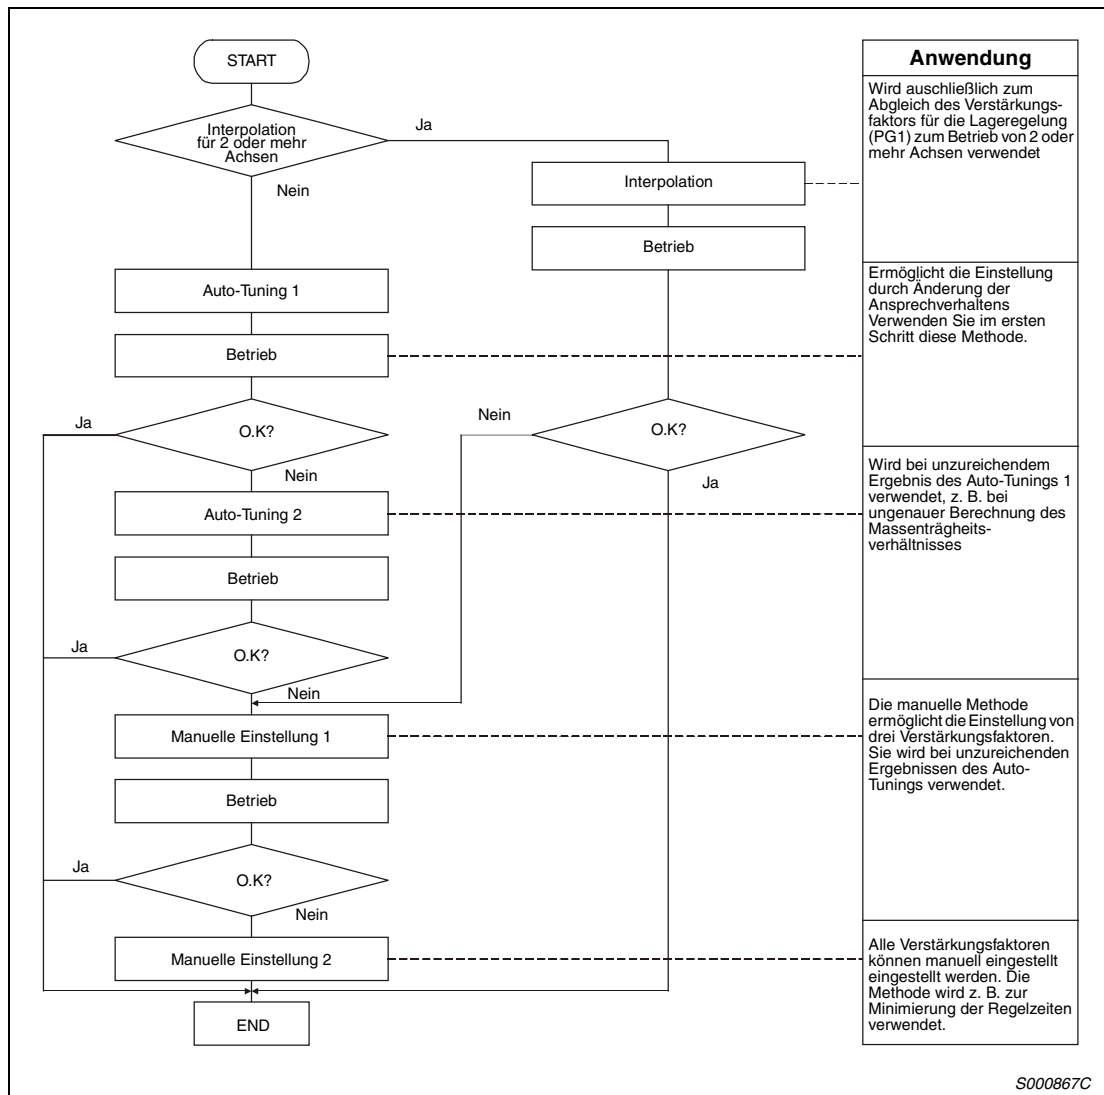 START
Interpolation
für 2 oder mehr
Achsen
Ja
Nein
Interpolation
Betrieb
Auto-Tuning 1
Betrieb
Ja
O.K?
Nein
Nein
O.K?
Ja
Auto-Tuning 2
Betrieb
Ja
O.K?
Nein
Manuelle Einstellung 1
Betrieb
Ja
O.K?
Nein
Manuelle Einstellung 2
END
Anwendung
Wird auschließlich zum
Abgleich des Verstärkungs-
faktors für die Lageregelung
(PG1) zum Betrieb von 2 oder
mehr Achsen verwendet
Ermöglicht die Einstellung
durch Änderung der
Ansprechverhaltens
Verwenden Sie im ersten
Schritt diese Methode.
Wird bei unzureichendem
Ergebnis des Auto-Tunings 1
verwendet, z. B. bei
ungenauer Berechnung des
Massenträgheits-
verhältnisses
Die manuelle Methode
ermöglicht die Einstellung von
drei Verstärkungsfaktoren.
Sie wird bei unzureichenden
Ergebnissen des Auto-
Tunings verwendet.
Alle Verstärkungsfaktoren
können manuell eingestellt
eingestellt werden. Die
Methode wird z. B. zur
Minimierung der Regelzeiten
verwendet.
S000867C